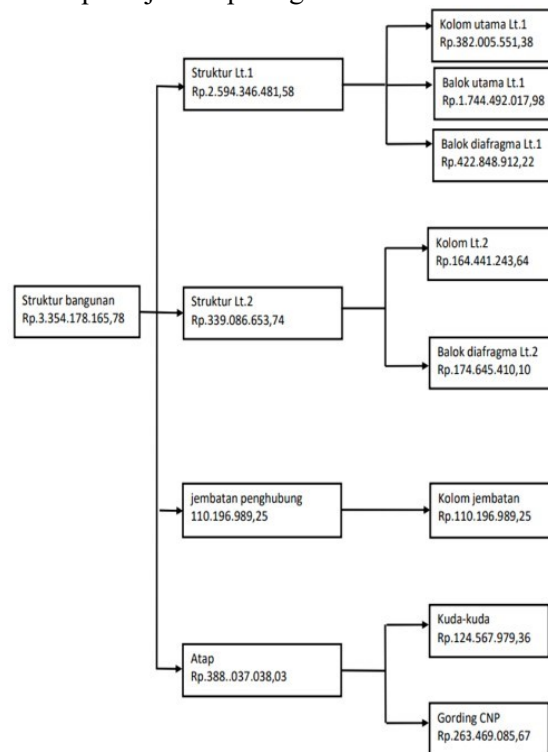 Struktur bangunan
Rp.3.354.178.165,78
Struktur Lt.1
Rp.2.594.346.481,58
Kolom utama Lt.1
Rp.382.005.551,38
Balok utama Lt.1
Rp.1.744.492.017,98
Balok diafragma Lt.1
Rp.422.848.912,22
Struktur Lt.2
Rp.339.086.653,74
Kolom Lt.2
Rp.164.441.243,64
Balok diafragma Lt.2
Rp.174.645.410,10
jembatan penghubung
110.196.989,25
Kolom jembatan
Rp.110.196.989,25
Atap
Rp.388..037.038,03
Kuda-kuda
Rp.124.567.979,36
Gording CNP
Rp.263.469.085,67